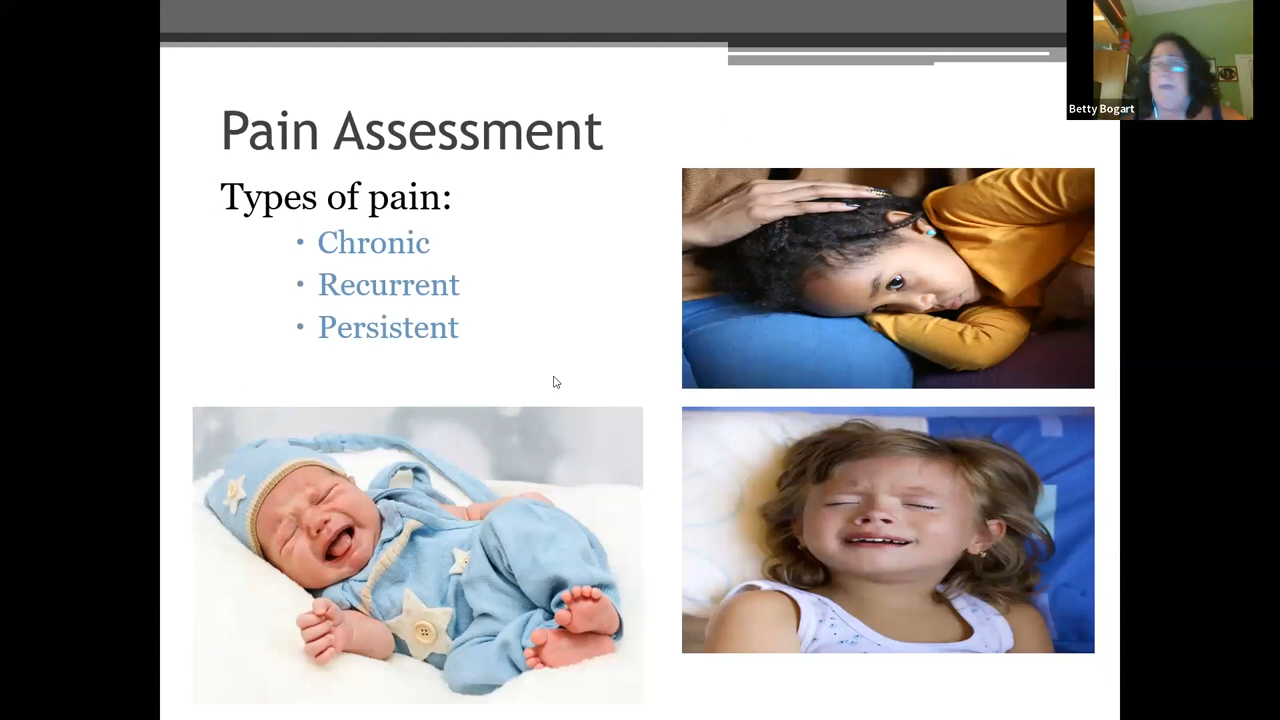 Pain Assessment
Types of pain:
• Chronic
• Recurrent
• Persistent
Betty Bogart